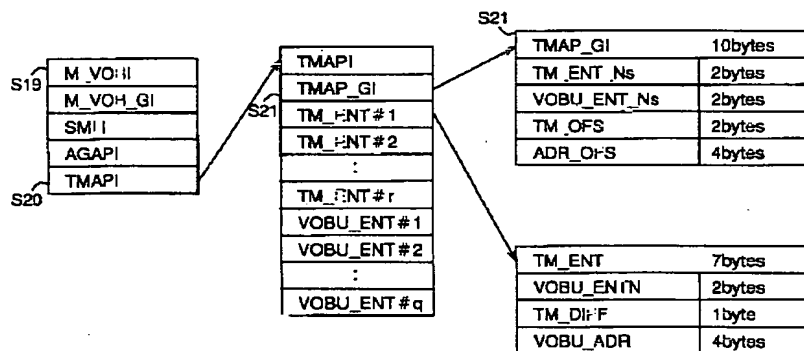 S19
M_VOBI
M_VOB_GI
SMLI
AGAPI
TMAPI
S20
TMAPI
TMAP_GI
S21
TM_ENT#1
TM_ENT#2
:
TM_ENT#r
VOBU_ENT#1
VOBU_ENT#2
:
VOBU_ENT#q
S21
TMAP_GI 10bytes
TM_ENT_Ns 2bytes
VOBU_ENT_Ns 2bytes
TM_OFS 2bytes
ADR_OFS 4bytes
TM_ENT 7bytes
VOBU_ENTN 2bytes
TM_DIFF 1byte
VOBU_ADR 4bytes